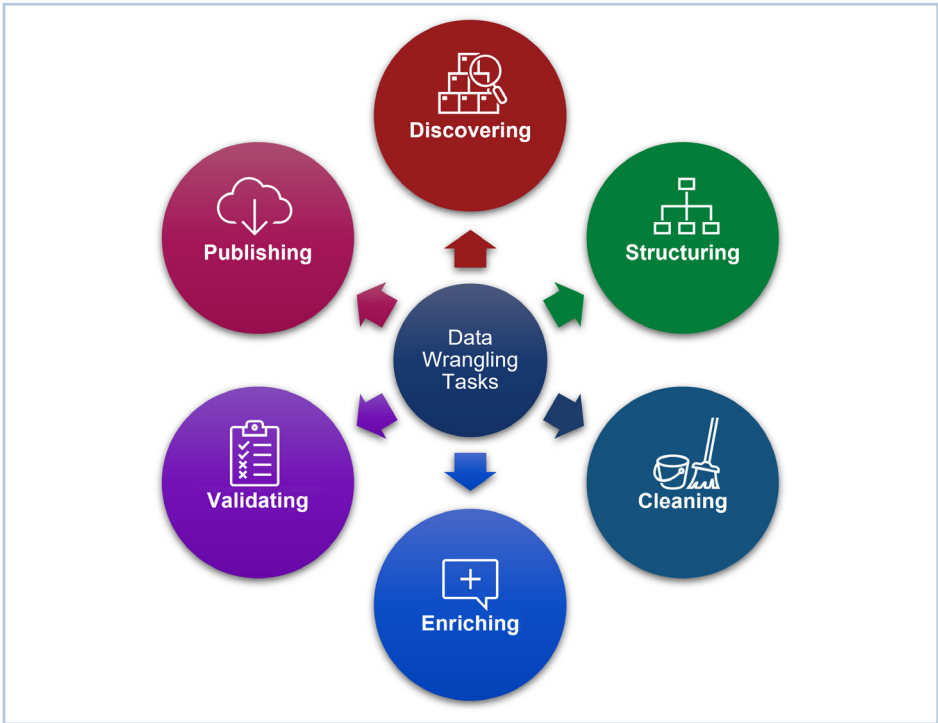 Discovering
Structuring
Cleaning
Enriching
Validating
Publishing
Data
Wrangling
Tasks